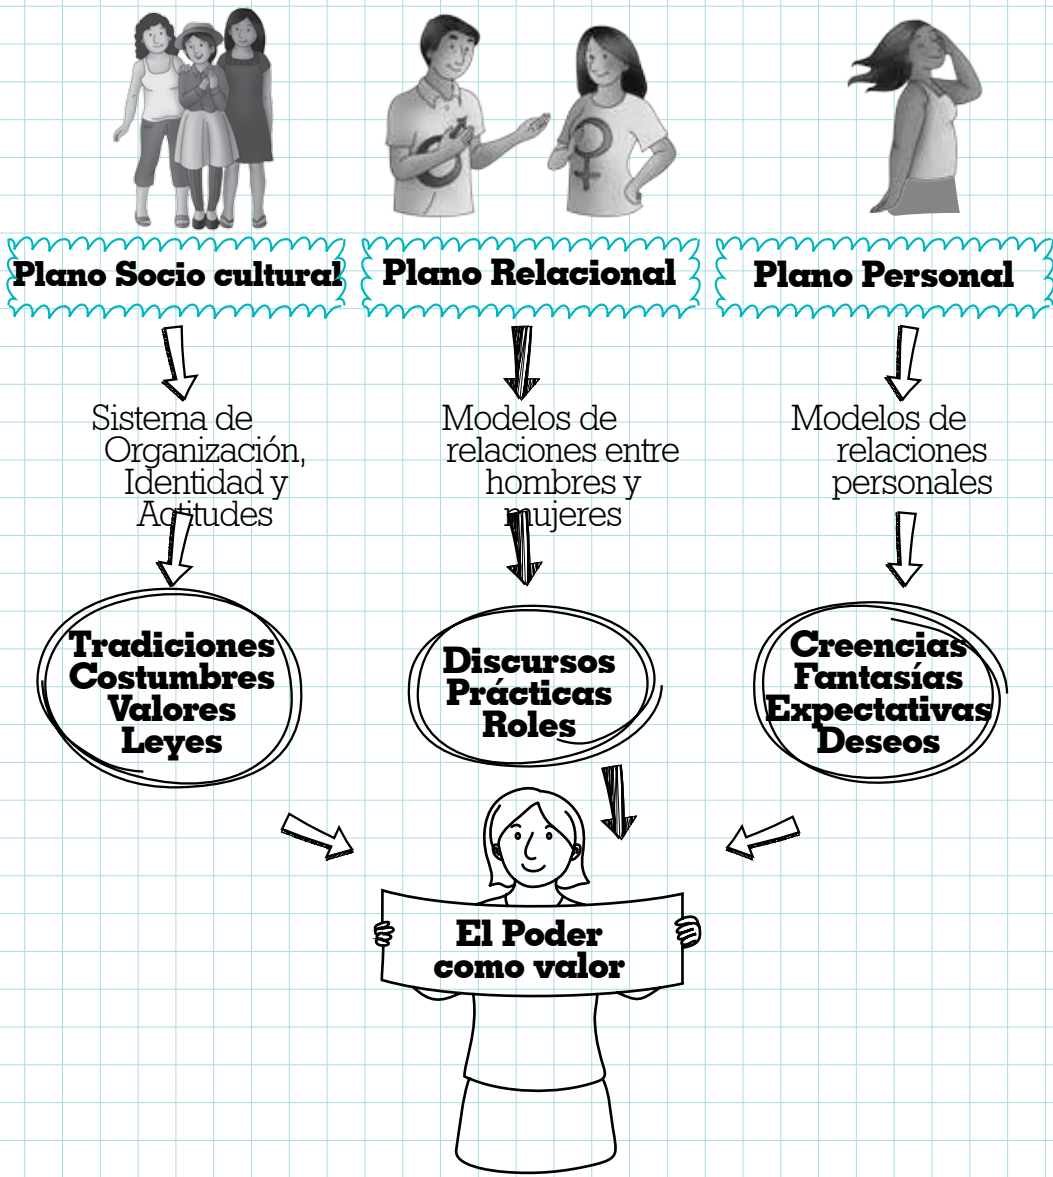 Plano Socio cultural
Plano Relacional
Plano Personal
Sistema de
Organización,
Identidad y
Actitudes
Modelos de
relaciones entre
hombres y
mujeres
Modelos de
relaciones
personales
Tradiciones
Costumbres
Valores
Leyes
Discursos
Prácticas
Roles
Creencias
Fantasías
Expectativas
Deseos
El Poder
como valor